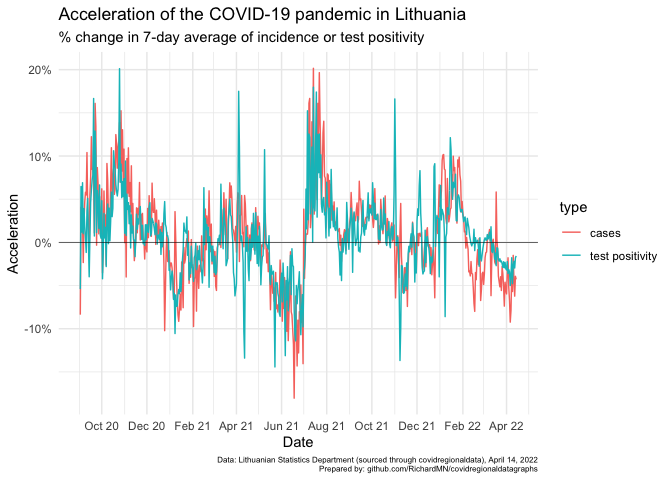 Acceleration of the COVID-19 pandemic in Lithuania
% change in 7-day average of incidence or test positivity
20%
10%
0%
-10%
Acceleration
Oct 20 Dec 20 Feb 21 Apr 21 Jun 21 Aug 21 Oct 21 Dec 21 Feb 22 Apr 22
Date
type
cases
test positivity
Data: Lithuanian Statistics Department (sourced through covidregionaldata), April 14, 2022
Prepared by: github.com/RichardMN/covidregionaldatagraphs